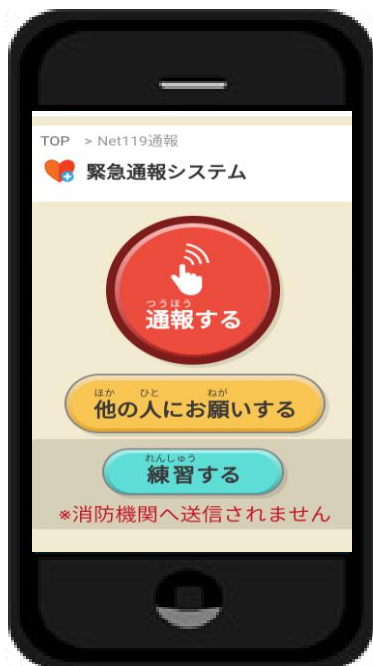 TOP > Net119通報
緊急通報システム
つうほう
通報する
ほか ひと ねが
他の人にお願いする
れんしゅう
練習する
※消防機関へ送信されません